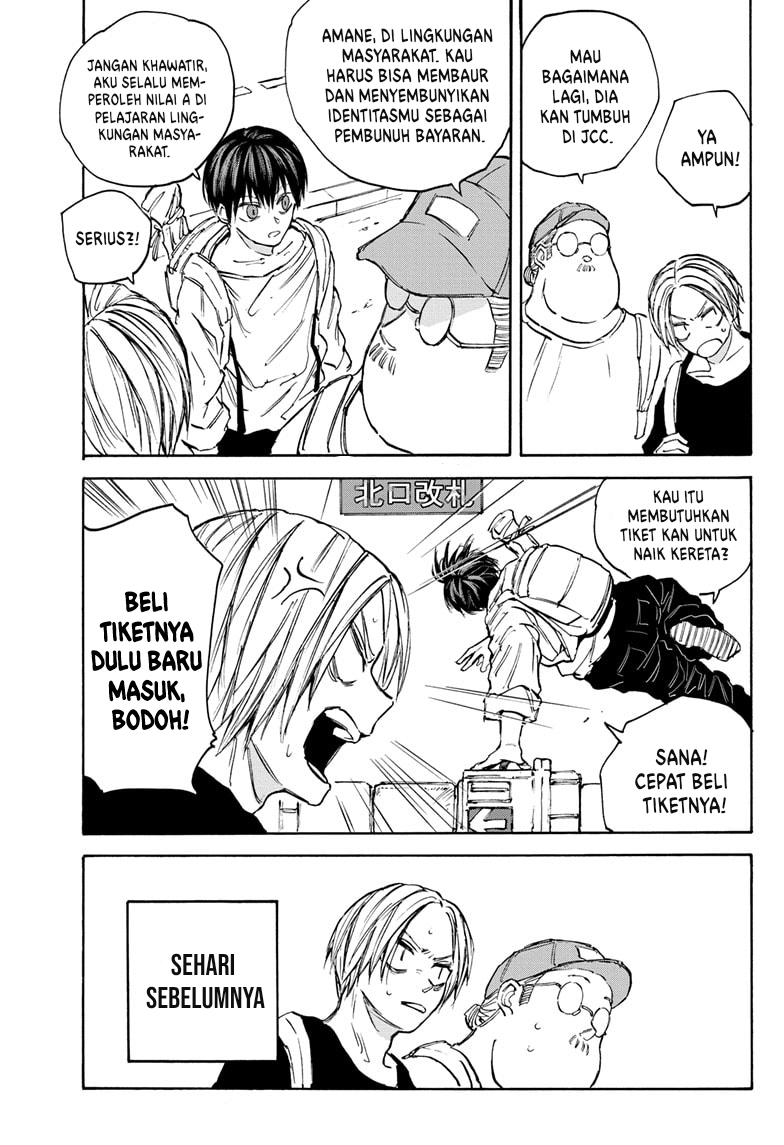 YA
AMPUN!
MAU
BAGAIMANA
LAGI, DIA
KAN TUMBUH
DI JCC.
AMANE, DI LINGKUNGAN
MASYARAKAT. KAU
HARUS BISA MEMBAUR
DAN MENYEMBUNYIKAN
IDENTITASMU SEBAGAI
PEMBUNUH BAYARAN.
JANGAN KHAWATIR,
AKU SELALU MEM-
PEROLEH NILAI A DI
PELAJARAN LING-
KUNGAN MASYA-
RAKAT.
SERIUS?!
KAU ITU
MEMBUTUHKAN
TIKET KAN UNTUK
NAIK KERETA?
北口改札
SANA!
CEPAT BELI
TIKETNYA!
BELI
TIKETNYA
DULU BARU
MASUK,
BODOH!
SEHARI
SEBELUMNYA